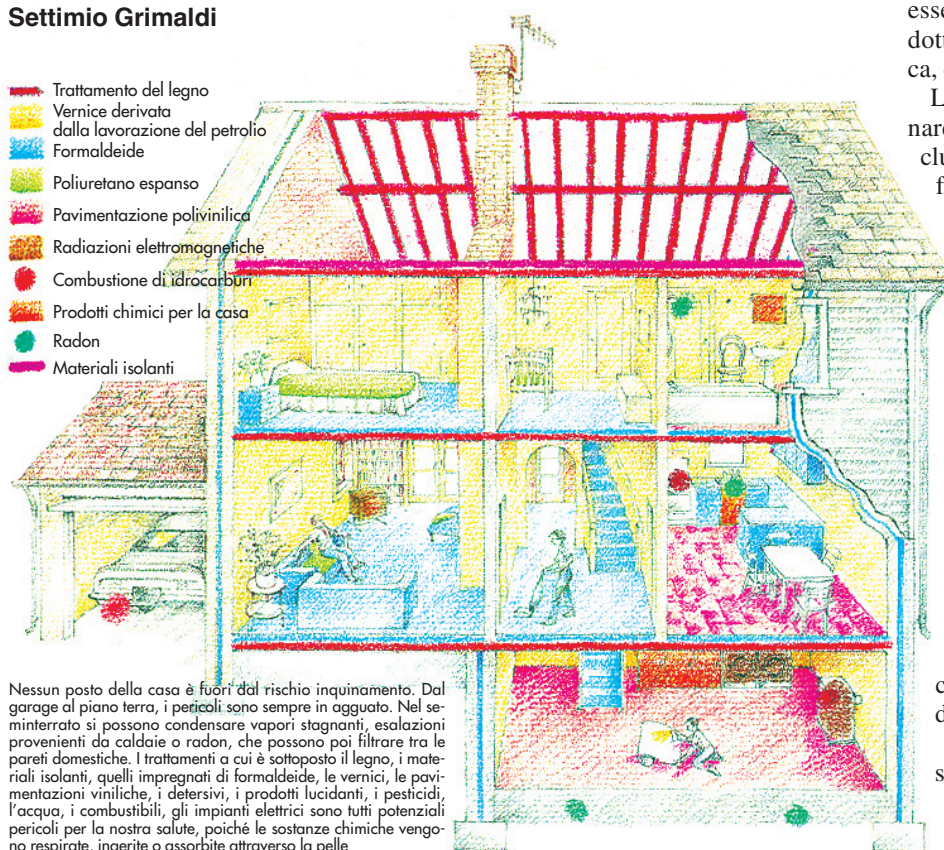 Settimio Grimaldi
Trattamento del legno
Vernice derivata
dalla lavorazione del petrolio
Formaldeide
Poliuretano espanso
Pavimentazione polivinilica
Radiazioni elettromagnetiche
Combustione di idrocarburi
Prodotti chimici per la casa
Radon
Materiali isolanti
Nessun posto della casa è fuori dal rischio inquinamento. Dal
garage al piano terra, i pericoli sono sempre in agguato. Nel se-
minterrato si possono condensare vapori stagnanti, esalazioni
provenienti da caldaie o radon, che possono poi filtrare tra le
pareti domestiche. I trattamenti a cui è sottoposto il legno, i mate-
riali isolanti, quelli impregnati di formaldeide, le vernici, le pavi-
mentazioni viniliche, i detersivi, i prodotti lucidanti, i pesticidi,
l'acqua, i combustibili, gli impianti elettrici sono tutti potenziali
pericoli per la nostra salute, poiché le sostanze chimiche vengo-
no respirate, ingerite o assorbite attraverso la pelle
esse
dott
ca,
L
nard
clu
f
c
d
s